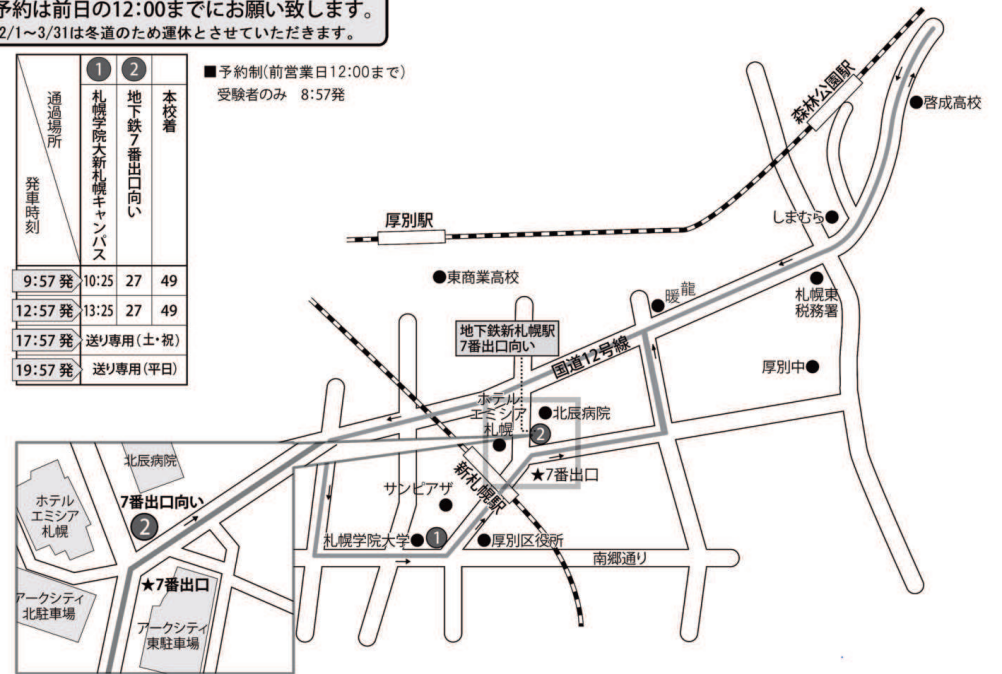 予約は前日の12:00までにお願い致します。
2/1～3/31は冬道のため運休とさせていただきます。
通過場所
発車時刻
①
札幌学院大新札幌キャンパス
②
地下鉄7番出口向い
本校着
9:57 発 10:25 27 49
12:57 発 13:25 27 49
17:57 発 送り専用(土・祝)
19:57 発 送り専用(平日)
■予約制(前営業日12:00まで)
受験者のみ 8:57発
森林公園駅
●啓成高校
しまむら●
厚別駅
●東商業高校
暖龍
札幌東
税務署
地下鉄新札幌駅
7番出口向い
国道12号線
厚別中●
ホテル
エミシア
札幌
●北辰病院
②
★7番出口
新札幌駅
サンピアザ
札幌学院大学●
①
●厚別区役所
南郷通り
北辰病院
ホテル
エミシア
札幌
7番出口向い
②
★7番出口
アークシティ
北駐車場
アークシティ
東駐車場